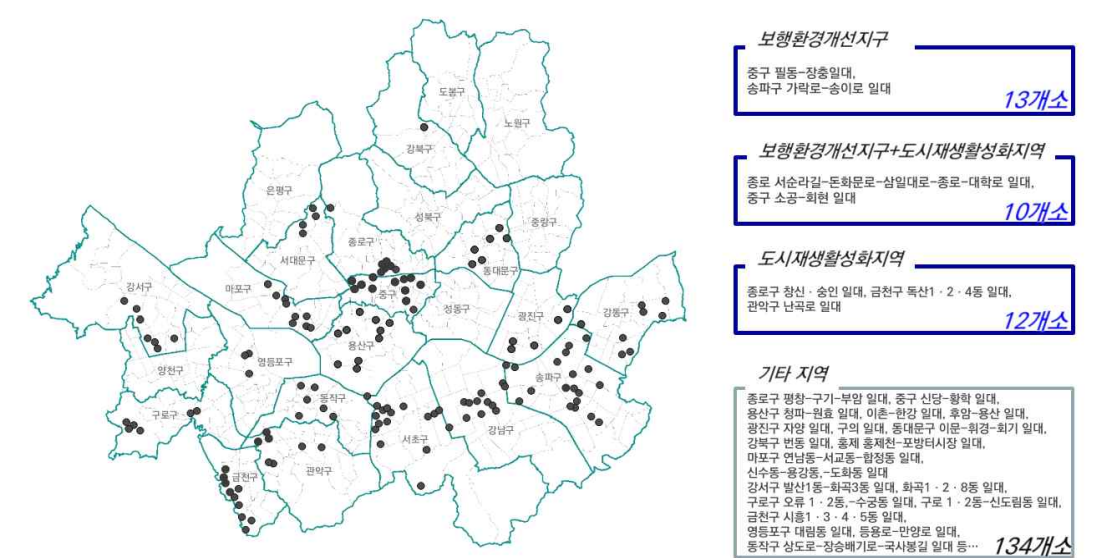 도봉구
노원구
강북구
은평구
성북구
중랑구
종로구
서대문구
동대문구
강서구
마포구
중구
성동구
광진구
강동구
용산구
영등포구
양천구
송파구
동작구
구로구
서초구
강남구
금천구
관악구
보행환경개선지구
중구 필동-장충일대,
송파구 가락로-송이로 일대
13개소
보행환경개선지구+도시재생활성화지역
종로 서순라길-돈화문로-삼일대로-종로-대학로 일대,
중구 소공-회현 일대
10개소
도시재생활성화지역
종로구 창신 · 숭인 일대, 금천구 독산1 · 2 · 4동 일대,
관악구 난곡로 일대
12개소
기타 지역
종로구 평창-구기-부암 일대, 중구 신당-황학 일대,
용산구 청파-원효 일대, 이촌-한강 일대, 후암-용산 일대,
광진구 자양 일대, 구의 일대, 동대문구 이문-휘경-회기 일대,
강북구 번동 일대, 홍제 홍제천-포방터시장 일대,
마포구 연남동-서교동-합정동 일대,
신수동-용강동,-도화동 일대
강서구 발산1동-화곡3동 일대, 화곡1 · 2 · 8동 일대,
구로구 오류 1 · 2동,-수궁동 일대, 구로 1 · 2동-신도림동 일대,
금천구 시흥1 · 3 · 4 · 5동 일대,
영등포구 대림동 일대, 등용로-만양로 일대,
동작구 상도로-장승배기로-국사봉길 일대 등…
134개소